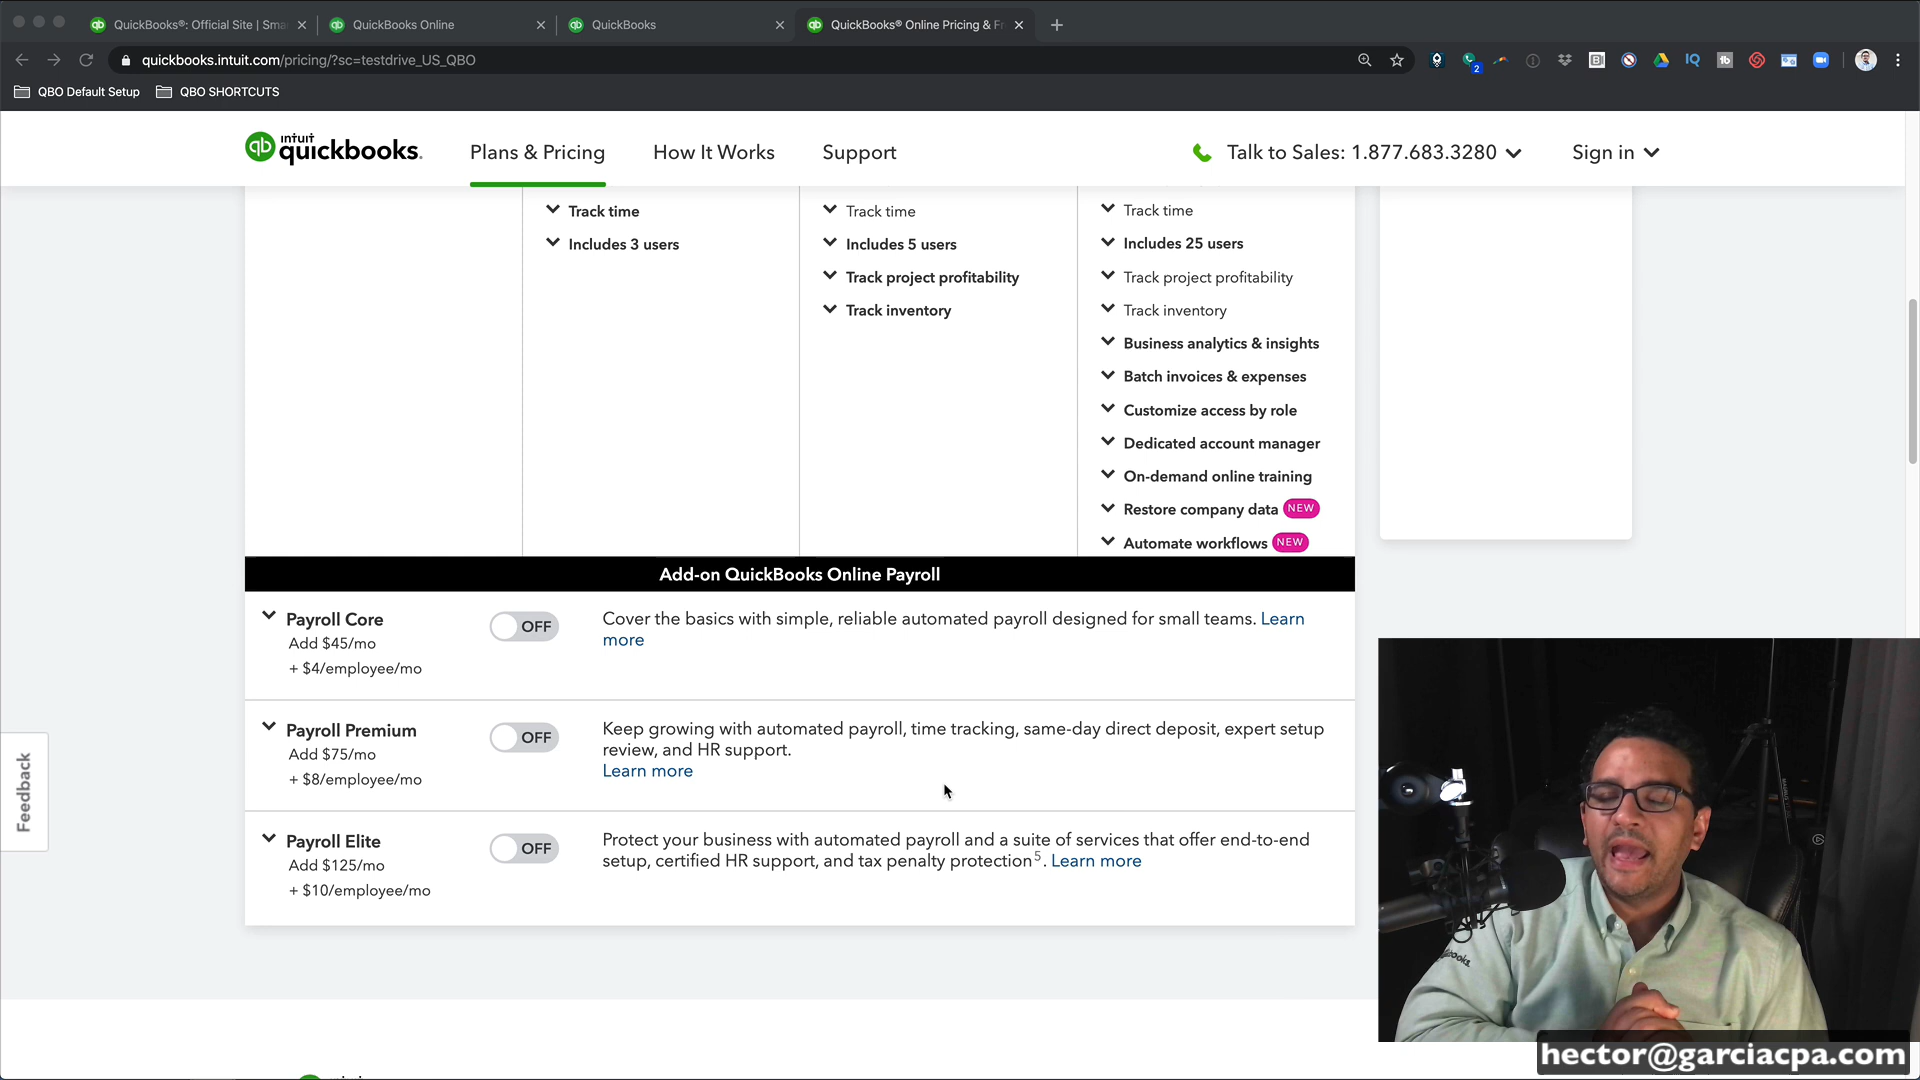 QuickBooks®: Official Site | Sma
QuickBooks Online
QuickBooks
QuickBooks® Online Pricing & Fr
quickbooks.intuit.com/pricing/?sc=testdrive_US_QBO
2
IQ
tb
QBO Default Setup
QBO SHORTCUTS
qb
intuit
quickbooks.
Plans & Pricing
How It Works
Support
Talk to Sales: 1.877.683.3280
Sign in
Track time
Includes 3 users
Track time
Includes 5 users
Track project profitability
Track inventory
Track time
Includes 25 users
Track project profitability
Track inventory
Business analytics & insights
Batch invoices & expenses
Customize access by role
Dedicated account manager
On-demand online training
Restore company data NEW
Automate workflows NEW
Add-on QuickBooks Online Payroll
Payroll Core
Add $45/mo
+ $4/employee/mo
OFF
Cover the basics with simple, reliable automated payroll designed for small teams. Learn
more
Payroll Premium
Add $75/mo
+ $8/employee/mo
OFF
Keep growing with automated payroll, time tracking, same-day direct deposit, expert setup
review, and HR support.
Learn more
Payroll Elite
Add $125/mo
+ $10/employee/mo
OFF
Protect your business with automated payroll and a suite of services that offer end-to-end
setup, certified HR support, and tax penalty protection5. Learn more
Feedback
hector@garciacpa.com